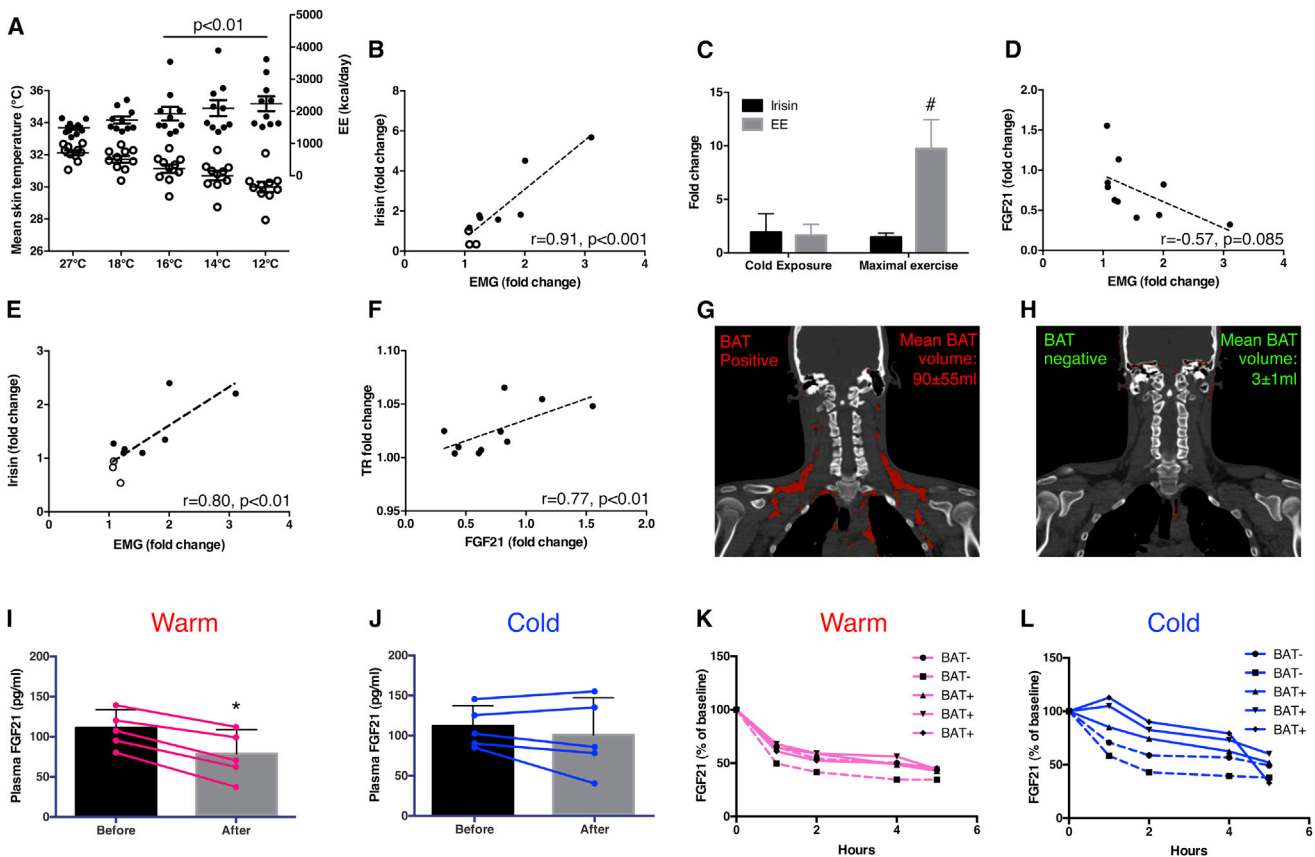 A
p<0.01
Mean skin temperature (°C)
36
34
32
30
28
26
27°C 18°C 16°C 14°C 12°C
5000
4000
3000
2000
1000
0
EE (kcal/day)
B
Irisin (fold change)
8
6
4
2
0
0 1 2 3 4
r=0.91, p<0.001
EMG (fold change)
C
Fold change
15
10
5
0
Irisin
EE
#
Cold Exposure Maximal exercise
D
FGF21 (fold change)
2.0
1.5
1.0
0.5
0.0
0 1 2 3 4
r=-0.57, p=0.085
EMG (fold change)
E
Irisin (fold change)
3
2
1
0
0 1 2 3 4
r=0.80, p<0.01
EMG (fold change)
F
TR fold change
1.10
1.05
1.00
0.95
0.0 0.5 1.0 1.5 2.0
r=0.77, p<0.01
FGF21 (fold change)
G
BAT
Positive
Mean BAT
volume:
90±55ml
H
BAT
negative
Mean BAT
volume:
3±1ml
I
Warm
Plasma FGF21 (pg/ml)
200
150
100
50
0
*
Before After
J
Cold
Plasma FGF21 (pg/ml)
200
150
100
50
0
Before After
K
Warm
FGF21 (% of baseline)
150
100
50
0
0 2 4 6
Hours
BAT-
BAT-
BAT+
BAT+
BAT+
L
Cold
FGF21 (% of baseline)
150
100
50
0
0 2 4 6
Hours
BAT-
BAT-
BAT+
BAT+
BAT+